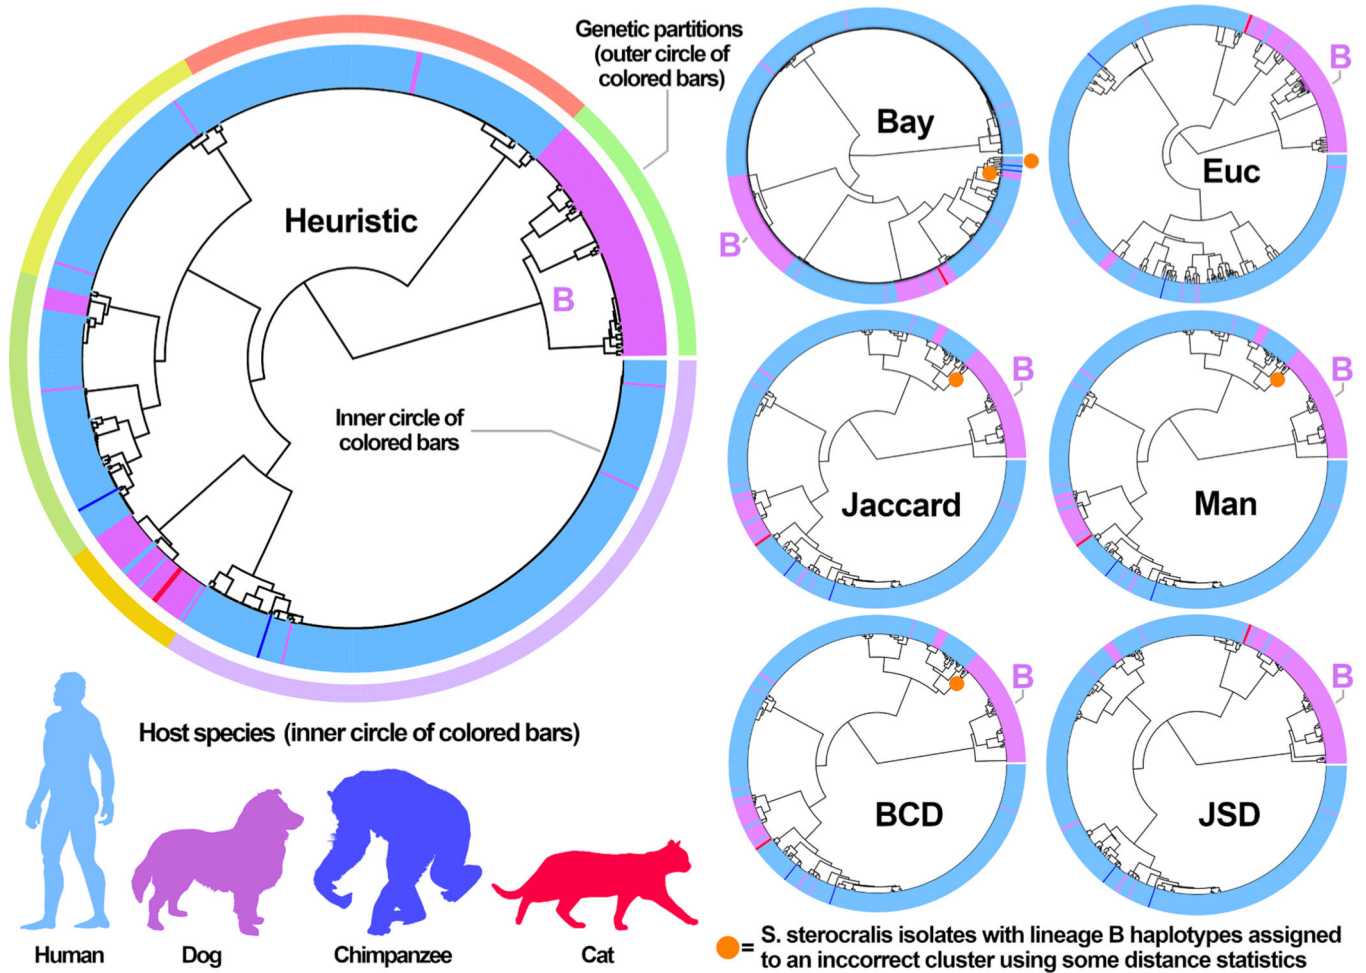 Genetic partitions
(outer circle of
colored bars)
Heuristic
B
Inner circle of
colored bars
Bay
B
Euc
B
Jaccard
B
Man
B
BCD
B
JSD
B
Host species (inner circle of colored bars)
Human
Dog
Chimpanzee
Cat
= S. sterocralis isolates with lineage B haplotypes assigned
to an inccorrect cluster using some distance statistics